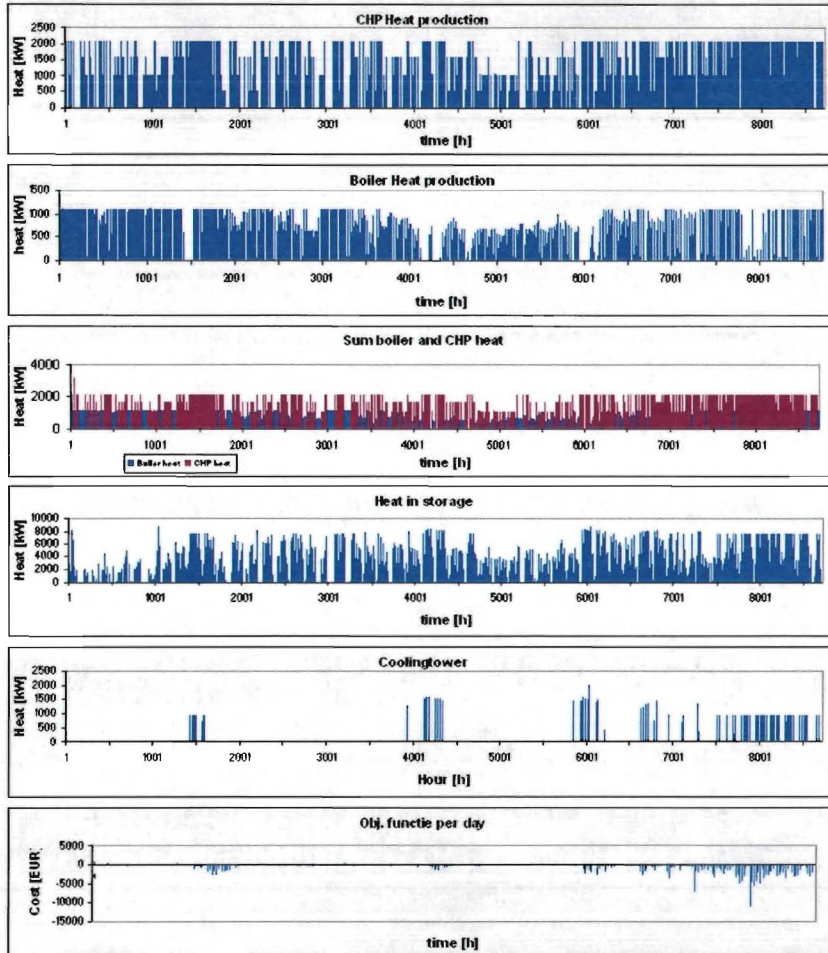 CHP Heat production
Heat [kW]
2500
2000
1500
1000
500
0
1 1001 2001 3001 4001 5001 6001 7001 8001
time [h]
Boiler Heat production
heat [kW]
1000
500
0
1 1001 2001 3001 4001 5001 6001 7001 8001
time [h]
Sum boiler and CHP heat
Heat [kW]
4000
2000
0
1 1001 2001 3001 4001 5001 6001 7001 8001
Boiler heat CHP heat
time [h]
Heat in storage
Heat [kW]
10000
8000
6000
4000
2000
0
1 1001 2001 3001 4001 5001 6001 7001 8001
time [h]
Coolingtower
Heat [kW]
2500
2000
1500
1000
500
0
1 1001 2001 3001 4001 5001 6001 7001 8001
Hour [h]
Obj. functie per day
Cost [EUR]
5000
0
-5000
-10000
-15000
time [h]